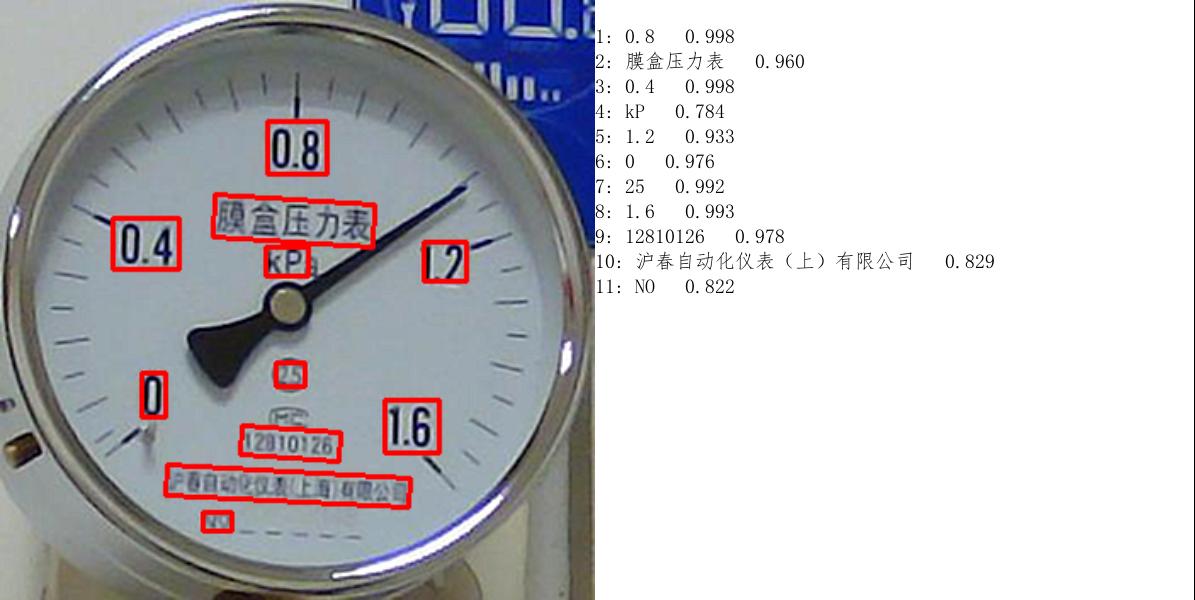 0.8
膜盒压力表
0.4
kPa
1.2
0
2.5
MC
1.6
12810126
沪春自动化仪表(上海)有限公司
NO
1: 0.8 0.998
2: 膜盒压力表 0.960
3: 0.4 0.998
4: kP 0.784
5: 1.2 0.933
6: 0 0.976
7: 25 0.992
8: 1.6 0.993
9: 12810126 0.978
10: 沪春自动化仪表（上）有限公司 0.829
11: NO 0.822